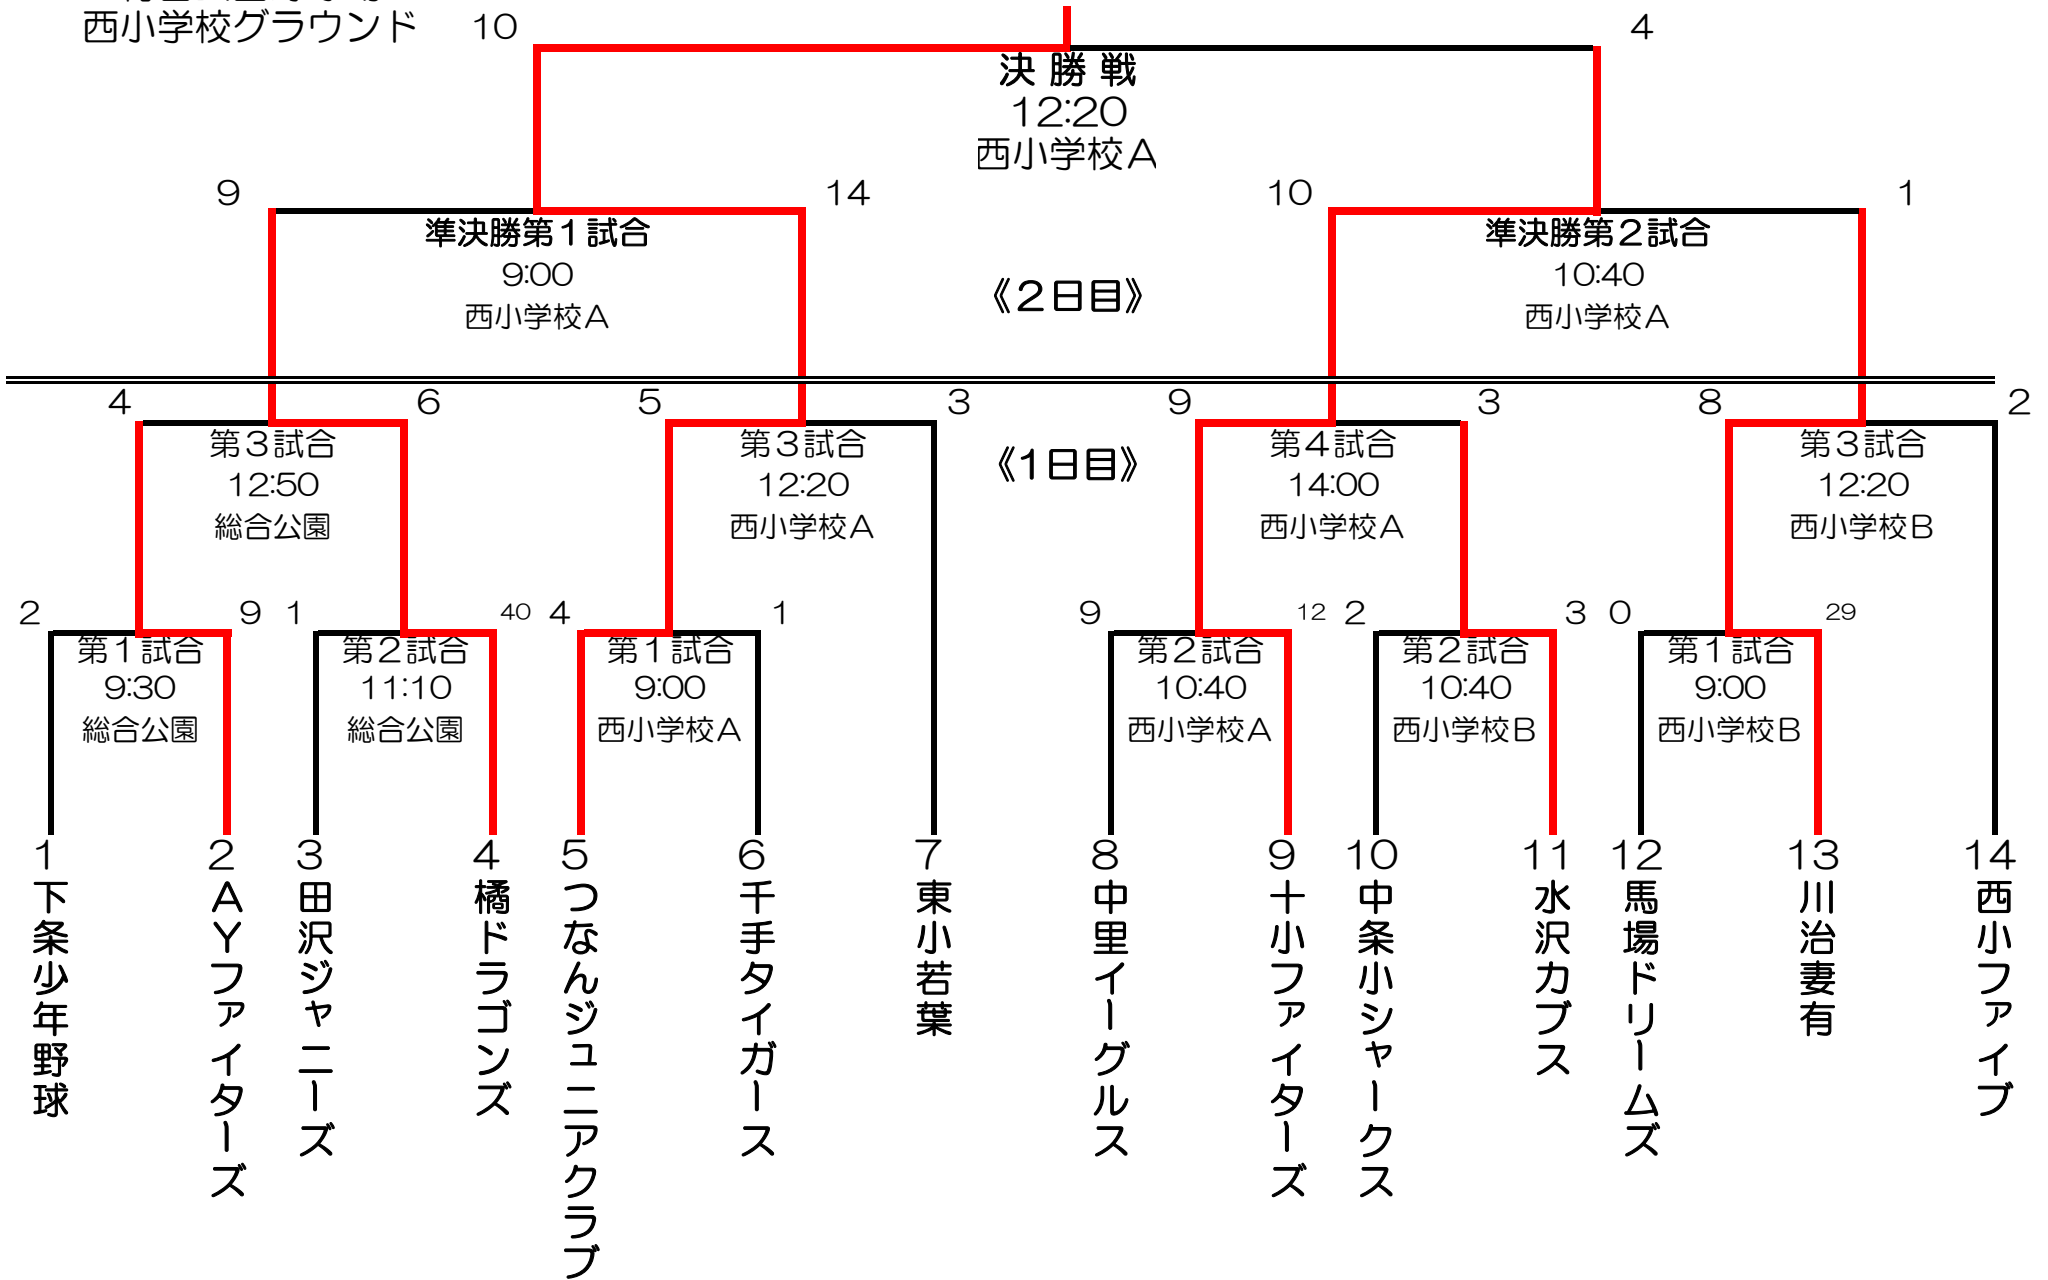 西小学校グラウンド
10
4
決勝戦
12:20
西小学校A
9
14
10
1
準決勝第1試合
9:00
西小学校A
《2日目》
準決勝第2試合
10:40
西小学校A
4
6
5
3
9
3
8
2
第3試合
12:50
総合公園
第3試合
12:20
西小学校A
《1日目》
第4試合
14:00
西小学校A
第3試合
12:20
西小学校B
2
9
1
40
4
1
9
12
2
3
0
29
第1試合
9:30
総合公園
第2試合
11:10
総合公園
第1試合
9:00
西小学校A
第2試合
10:40
西小学校A
第2試合
10:40
西小学校B
第1試合
9:00
西小学校B
1
下条少年野球
2
AYファイターズ
3
田沢ジャニーズ
4
橘ドラゴンズ
5
つなんジュニアクラブ
6
千手タイガース
7
東小若葉
8
中里イーグルス
9
十小ファイターズ
10
中条小シャークス
11
水沢カブス
12
馬場ドリームズ
13
川治妻有
14
西小ファイブ